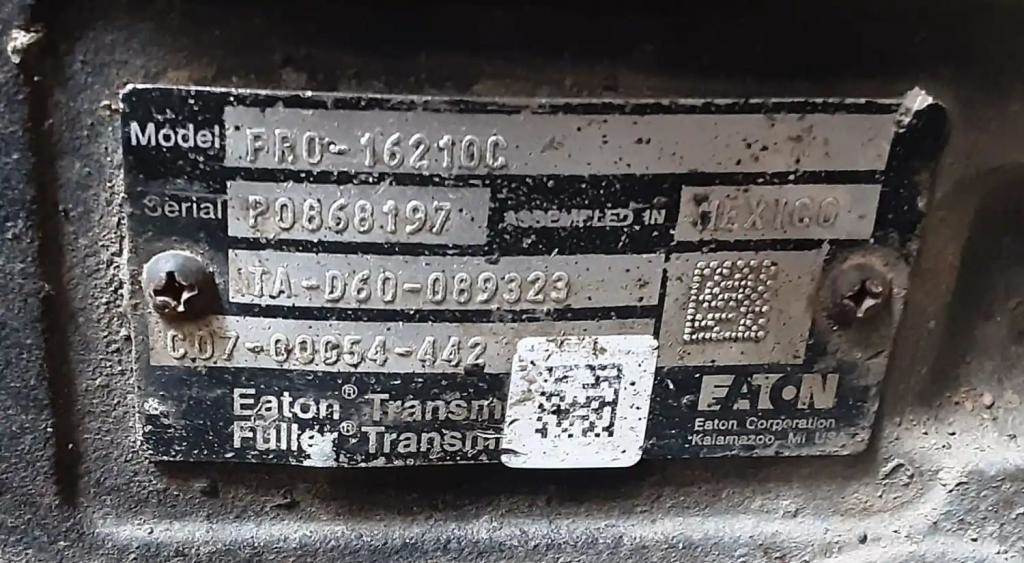 Model FRO-16210C
Serial P0868197 ASSEMBLED IN MEXICO
TA-D60-089323
C07-00054-442
Eaton® Transm
Fuller® Transm
EATON
Eaton Corporation
Kalamazoo, MI US